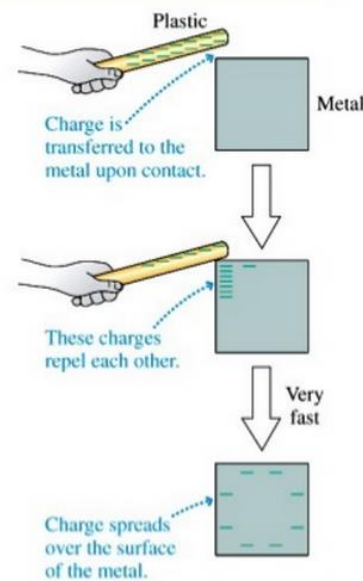 Plastic
Metal
Charge is
transferred to the
metal upon contact.
These charges
repel each other.
Very
fast
Charge spreads
over the surface
of the metal.